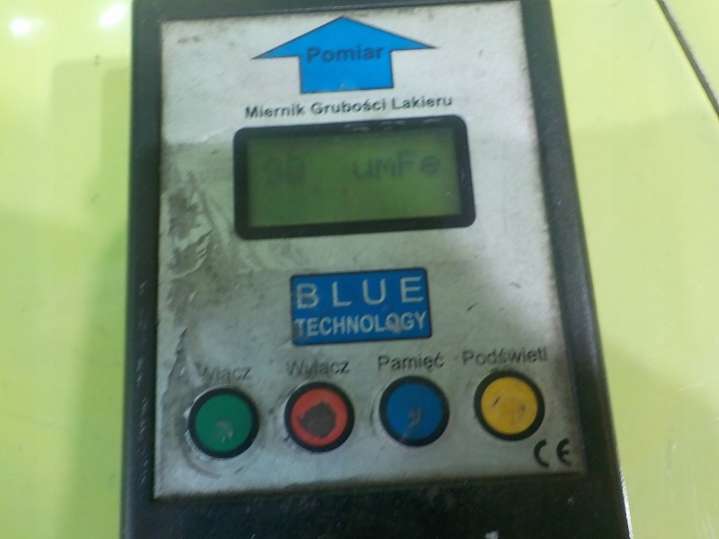 Pomiar
Miernik Grubości Lakieru
umFe
BLUE
TECHNOLOGY
Włącz Wyłącz Pamięć Podświetl
CE